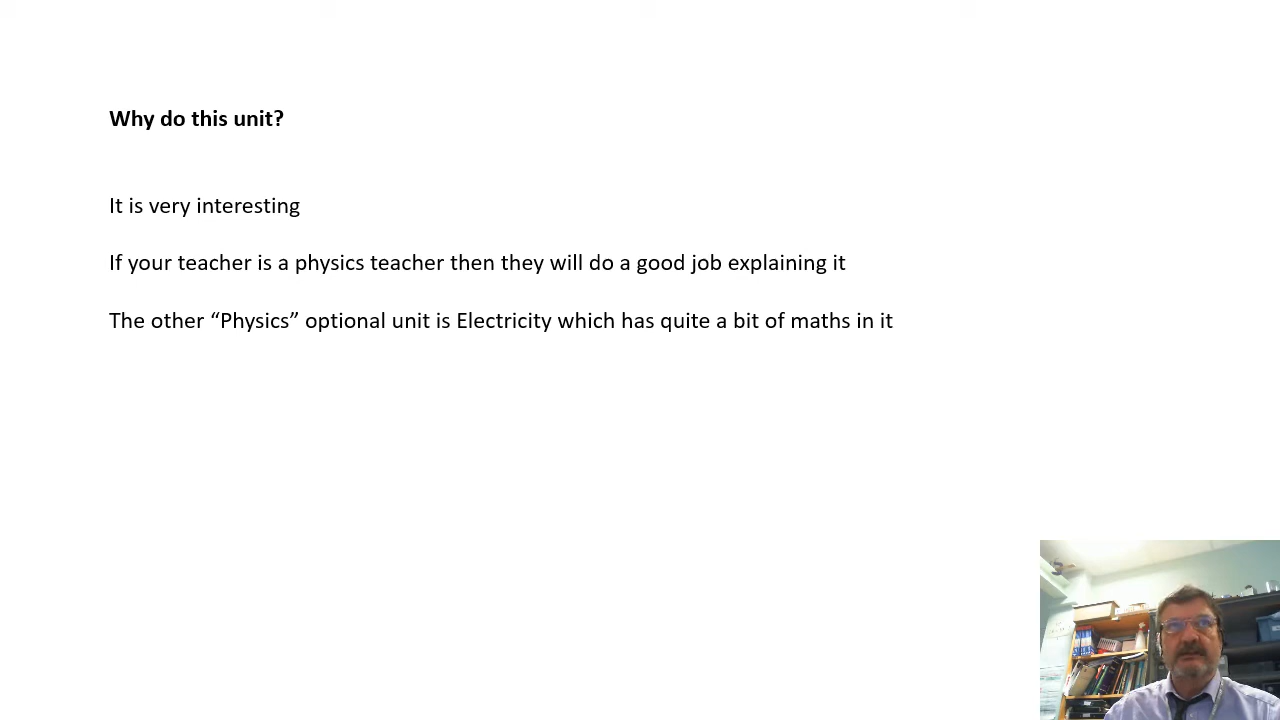 Why do this unit?
It is very interesting
If your teacher is a physics teacher then they will do a good job explaining it
The other “Physics” optional unit is Electricity which has quite a bit of maths in it